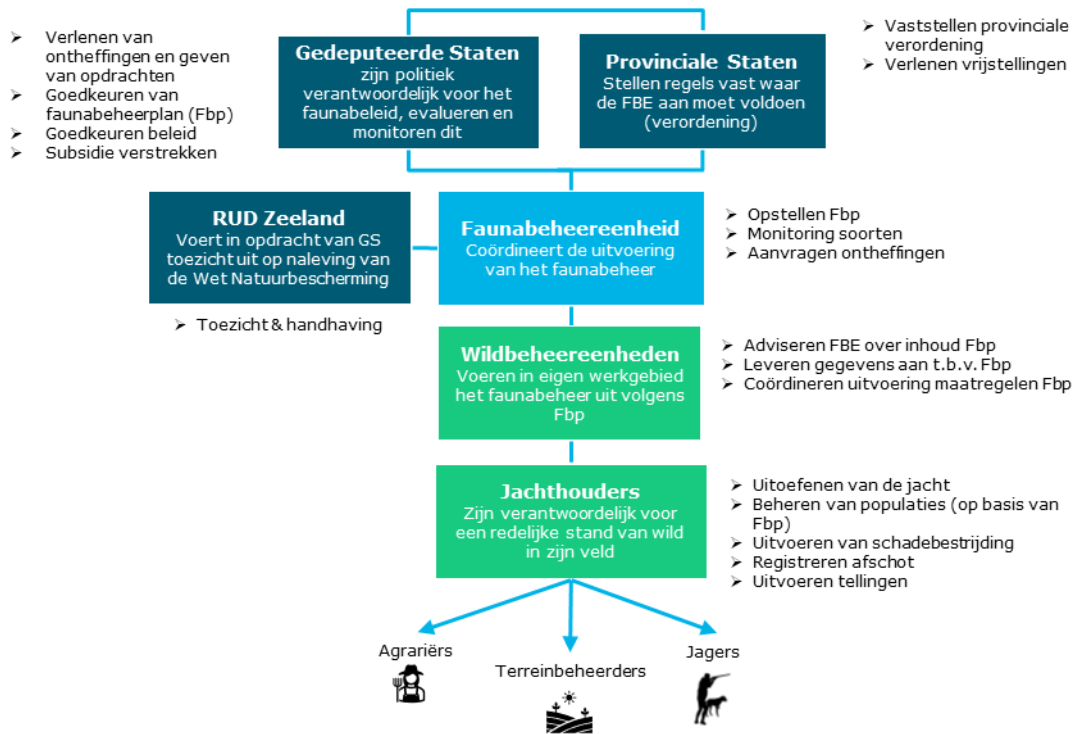 ➢ Verlenen van
ontheffingen en geven
van opdrachten
➢ Goedkeuren van
faunabeheerplan (Fbp)
➢ Goedkeuren beleid
➢ Subsidie verstrekken
Gedeputeerde Staten
zijn politiek
verantwoordelijk voor het
faunabeleid, evalueren en
monitoren dit
Provinciale Staten
Stellen regels vast waar
de FBE aan moet voldoen
(verordening)
➢ Vaststellen provinciale
verordening
➢ Verlenen vrijstellingen
RUD Zeeland
Voert in opdracht van GS
toezicht uit op naleving van
de Wet Natuurbescherming
➢ Toezicht & handhaving
Faunabeheereenheid
Coördineert de uitvoering
van het faunabeheer
➢ Opstellen Fbp
➢ Monitoring soorten
➢ Aanvragen ontheffingen
Wildbeheereenheden
Voeren in eigen werkgebied
het faunabeheer uit volgens
Fbp
➢ Adviseren FBE over inhoud Fbp
➢ Leveren gegevens aan t.b.v. Fbp
➢ Coördineren uitvoering maatregelen Fbp
Jachthouders
Zijn verantwoordelijk voor
een redelijke stand van wild
in zijn veld
➢ Uitoefenen van de jacht
➢ Beheren van populaties (op basis van
Fbp)
➢ Uitvoeren van schadebestrijding
➢ Registreren afschot
➢ Uitvoeren tellingen
Agrariërs
Terreinbeheerders
Jagers